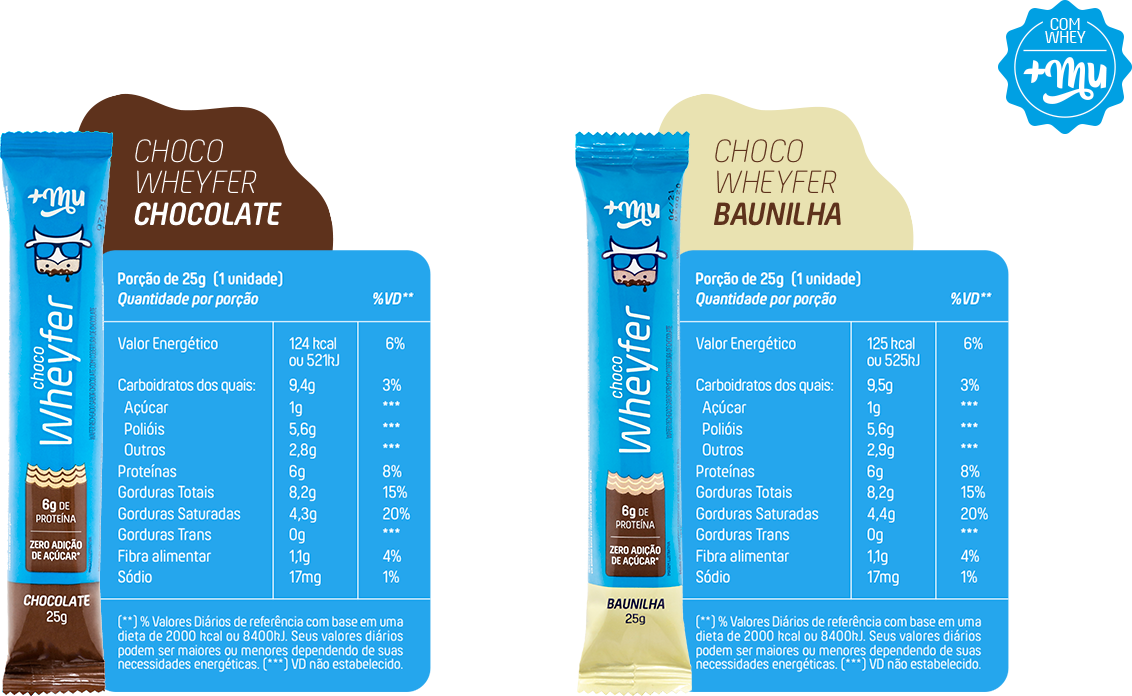 COM
WHEY
+Mu
CHOCO
WHEYFER
CHOCOLATE
+Mu
choco
Wheyfer
6g DE
PROTEÍNA
ZERO ADIÇÃO
DE AÇÚCAR*
CHOCOLATE
25g
Porção de 25g (1 unidade)
Quantidade por porção %VD**
Valor Energético 124 kcal 6%
ou 521kJ
Carboidratos dos quais: 9,4g 3%
Açúcar 1g ***
Polióis 5,6g ***
Outros 2,8g ***
Proteínas 6g 8%
Gorduras Totais 8,2g 15%
Gorduras Saturadas 4,3g 20%
Gorduras Trans 0g ***
Fibra alimentar 1,1g 4%
Sódio 17mg 1%
(**) % Valores Diários de referência com base em uma
dieta de 2000 kcal ou 8400kJ. Seus valores diários
podem ser maiores ou menores dependendo de suas
necessidades energéticas. (***) VD não estabelecido.
CHOCO
WHEYFER
BAUNILHA
+Mu
choco
Wheyfer
6g DE
PROTEÍNA
ZERO ADIÇÃO
DE AÇÚCAR*
BAUNILHA
25g
Porção de 25g (1 unidade)
Quantidade por porção %VD**
Valor Energético 125 kcal 6%
ou 525kJ
Carboidratos dos quais: 9,5g 3%
Açúcar 1g ***
Polióis 5,6g ***
Outros 2,9g ***
Proteínas 6g 8%
Gorduras Totais 8,2g 15%
Gorduras Saturadas 4,4g 20%
Gorduras Trans 0g ***
Fibra alimentar 1,1g 4%
Sódio 17mg 1%
(**) % Valores Diários de referência com base em uma
dieta de 2000 kcal ou 8400kJ. Seus valores diários
podem ser maiores ou menores dependendo de suas
necessidades energéticas. (***) VD não estabelecido.